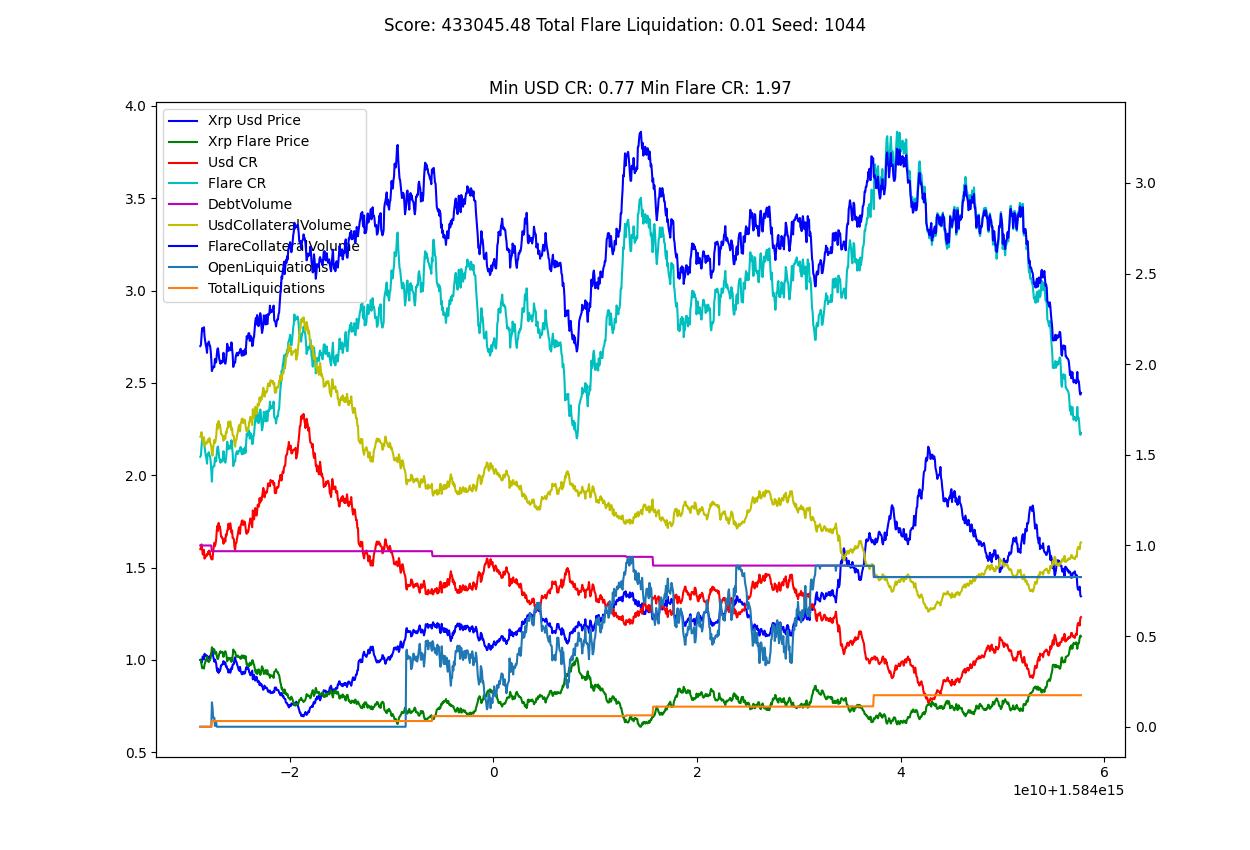 Score: 433045.48 Total Flare Liquidation: 0.01 Seed: 1044
Min USD CR: 0.77 Min Flare CR: 1.97
Xrp Usd Price
Xrp Flare Price
Usd CR
Flare CR
DebtVolume
UsdCollateralVolume
FlareCollateralVolume
OpenLiquidations
TotalLiquidations
4.0
3.5
3.0
2.5
2.0
1.5
1.0
0.5
3.0
2.5
2.0
1.5
1.0
0.5
0.0
−2 0 2 4 6
1e10+1.584e15